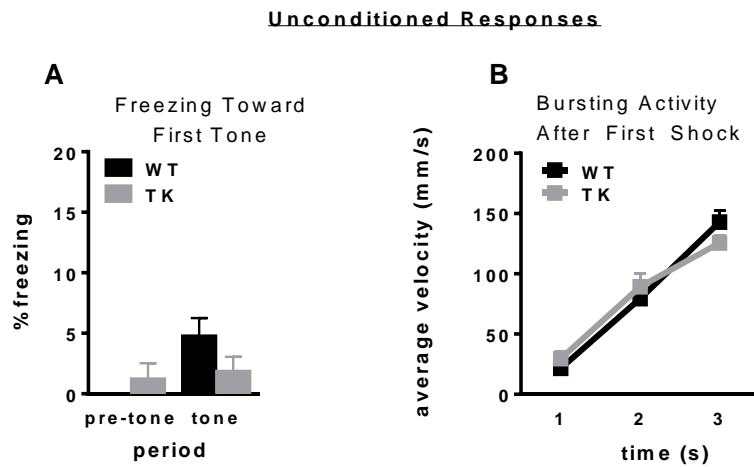 Unconditioned Responses
A
Freezing Toward
First Tone
%freezing
20
15
10
5
0
WT
TK
pre-tone tone
period
B
Bursting Activity
After First Shock
average velocity (mm/s)
200
150
100
50
0
WT
TK
1 2 3
time (s)